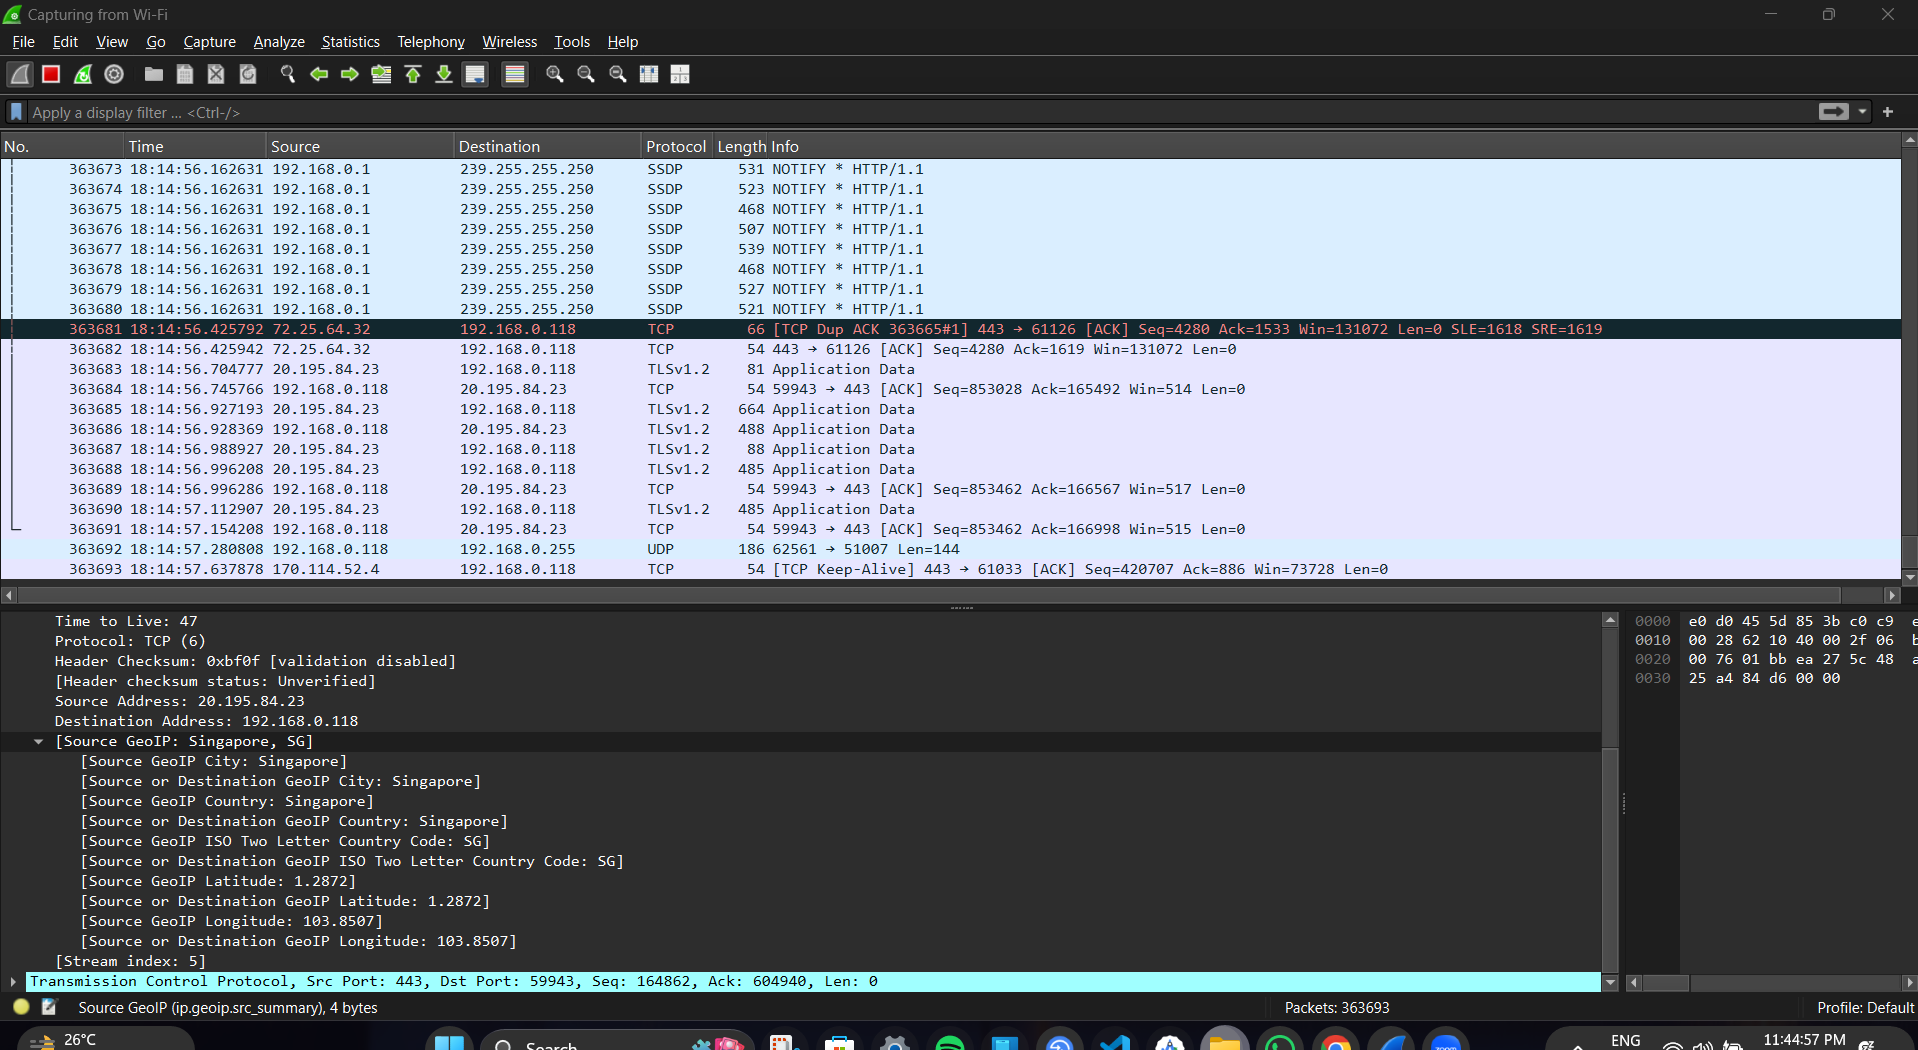 Capturing from Wi-Fi
File Edit View Go Capture Analyze Statistics Telephony Wireless Tools Help
Apply a display filter ... <Ctrl-/>
No. Time Source Destination Protocol Length Info
363673 18:14:56.162631 192.168.0.1 239.255.255.250 SSDP 531 NOTIFY * HTTP/1.1
363674 18:14:56.162631 192.168.0.1 239.255.255.250 SSDP 523 NOTIFY * HTTP/1.1
363675 18:14:56.162631 192.168.0.1 239.255.255.250 SSDP 468 NOTIFY * HTTP/1.1
363676 18:14:56.162631 192.168.0.1 239.255.255.250 SSDP 507 NOTIFY * HTTP/1.1
363677 18:14:56.162631 192.168.0.1 239.255.255.250 SSDP 539 NOTIFY * HTTP/1.1
363678 18:14:56.162631 192.168.0.1 239.255.255.250 SSDP 468 NOTIFY * HTTP/1.1
363679 18:14:56.162631 192.168.0.1 239.255.255.250 SSDP 527 NOTIFY * HTTP/1.1
363680 18:14:56.162631 192.168.0.1 239.255.255.250 SSDP 521 NOTIFY * HTTP/1.1
363681 18:14:56.425792 72.25.64.32 192.168.0.118 TCP 66 [TCP Dup ACK 363665#1] 443 → 61126 [ACK] Seq=4280 Ack=1533 Win=131072 Len=0 SLE=1618 SRE=1619
363682 18:14:56.425942 72.25.64.32 192.168.0.118 TCP 54 443 → 61126 [ACK] Seq=4280 Ack=1619 Win=131072 Len=0
363683 18:14:56.704777 20.195.84.23 192.168.0.118 TLSv1.2 81 Application Data
363684 18:14:56.745766 192.168.0.118 20.195.84.23 TCP 54 59943 → 443 [ACK] Seq=853028 Ack=165492 Win=514 Len=0
363685 18:14:56.927193 20.195.84.23 192.168.0.118 TLSv1.2 664 Application Data
363686 18:14:56.928369 192.168.0.118 20.195.84.23 TLSv1.2 488 Application Data
363687 18:14:56.988927 20.195.84.23 192.168.0.118 TLSv1.2 88 Application Data
363688 18:14:56.996208 20.195.84.23 192.168.0.118 TLSv1.2 485 Application Data
363689 18:14:56.996286 192.168.0.118 20.195.84.23 TCP 54 59943 → 443 [ACK] Seq=853462 Ack=166567 Win=517 Len=0
363690 18:14:57.112907 20.195.84.23 192.168.0.118 TLSv1.2 485 Application Data
363691 18:14:57.154208 192.168.0.118 20.195.84.23 TCP 54 59943 → 443 [ACK] Seq=853462 Ack=166998 Win=515 Len=0
363692 18:14:57.280808 192.168.0.118 192.168.0.255 UDP 186 62561 → 51007 Len=144
363693 18:14:57.637878 170.114.52.4 192.168.0.118 TCP 54 [TCP Keep-Alive] 443 → 61033 [ACK] Seq=420707 Ack=886 Win=73728 Len=0
Time to Live: 47
Protocol: TCP (6)
Header Checksum: 0xbf0f [validation disabled]
[Header checksum status: Unverified]
Source Address: 20.195.84.23
Destination Address: 192.168.0.118
[Source GeoIP: Singapore, SG]
[Source GeoIP City: Singapore]
[Source or Destination GeoIP City: Singapore]
[Source GeoIP Country: Singapore]
[Source or Destination GeoIP Country: Singapore]
[Source GeoIP ISO Two Letter Country Code: SG]
[Source or Destination GeoIP ISO Two Letter Country Code: SG]
[Source GeoIP Latitude: 1.2872]
[Source or Destination GeoIP Latitude: 1.2872]
[Source GeoIP Longitude: 103.8507]
[Source or Destination GeoIP Longitude: 103.8507]
[Stream index: 5]
Transmission Control Protocol, Src Port: 443, Dst Port: 59943, Seq: 164862, Ack: 604940, Len: 0
0000 e0 d0 45 5d 85 3b c0 c9
0010 00 28 62 10 40 00 2f 06
0020 00 76 01 bb ea 27 5c 48
0030 25 a4 84 d6 00 00
Source GeoIP (ip.geoip.src_summary), 4 bytes
Packets: 363693
Profile: Default
26°C
Search
zoom
ENG
11:44:57 PM